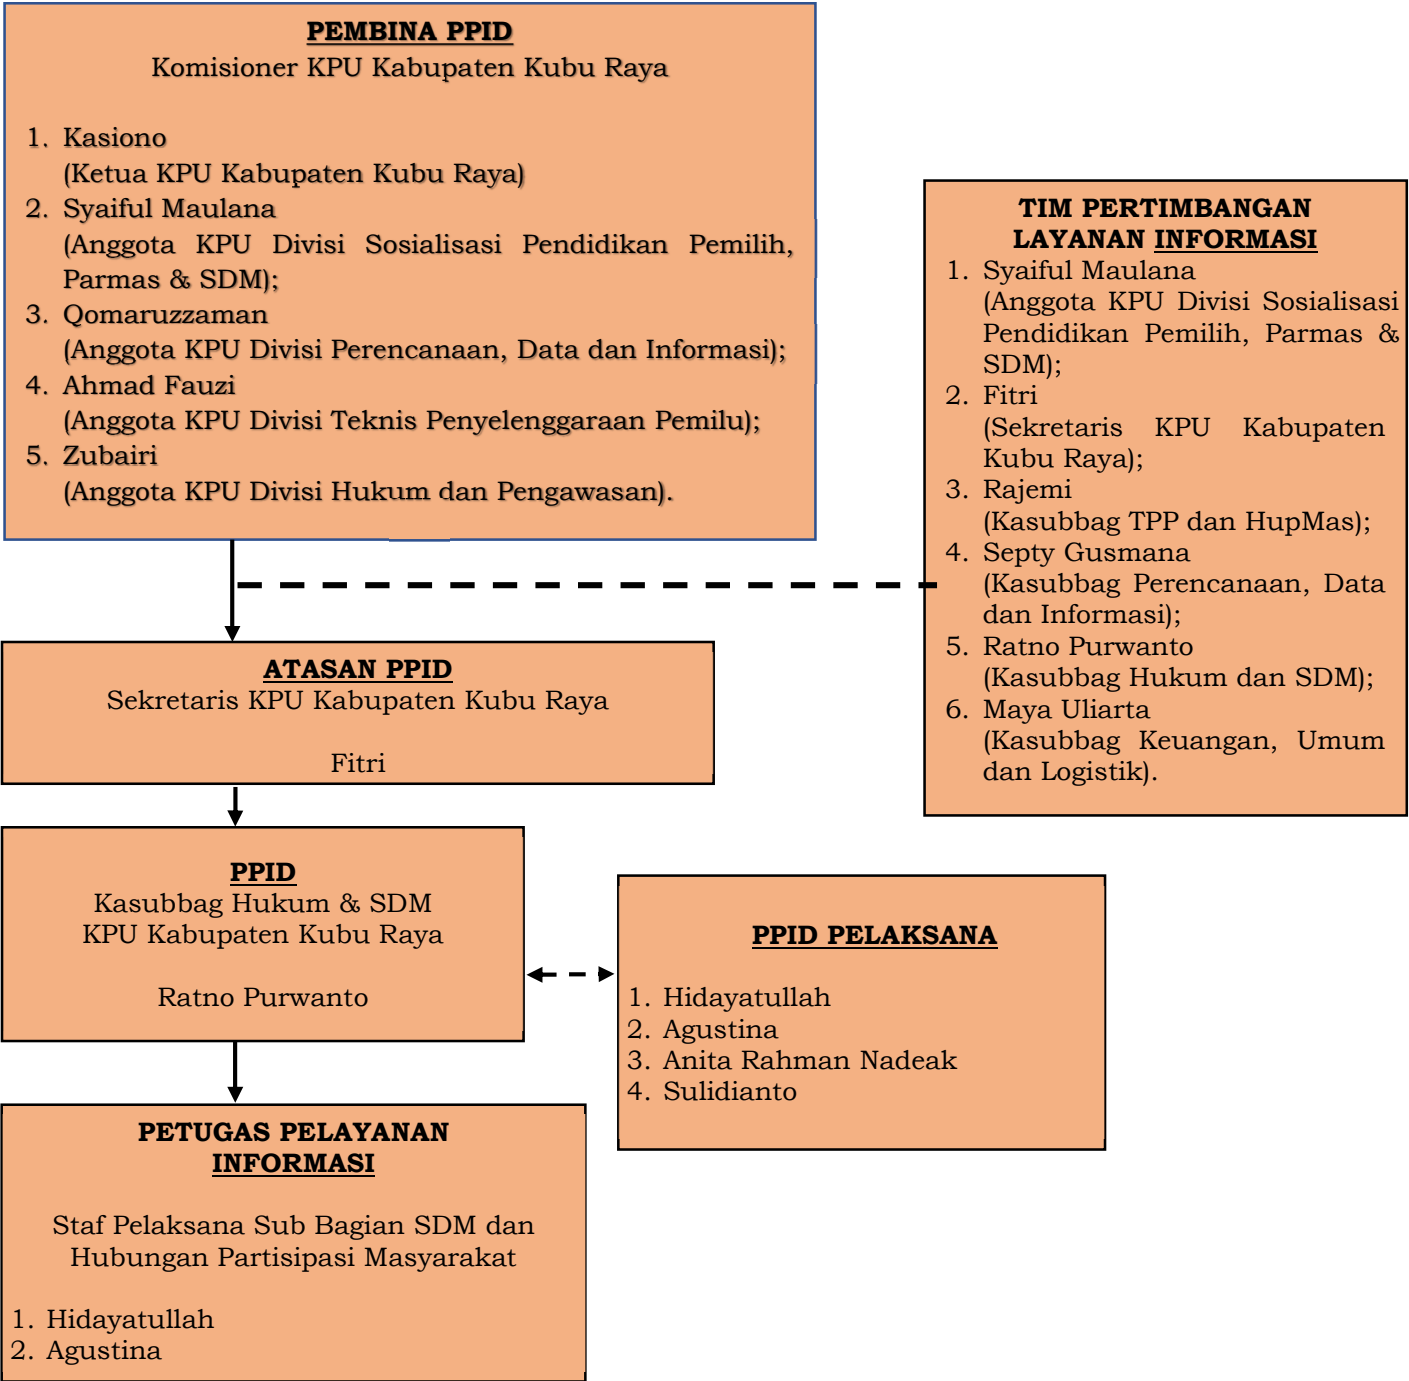 PEMBINA PPID
Komisioner KPU Kabupaten Kubu Raya
1. Kasiono
(Ketua KPU Kabupaten Kubu Raya)
2. Syaiful Maulana
(Anggota KPU Divisi Sosialisasi Pendidikan Pemilih,
Parmas & SDM);
3. Qomaruzzaman
(Anggota KPU Divisi Perencanaan, Data dan Informasi);
4. Ahmad Fauzi
(Anggota KPU Divisi Teknis Penyelenggaraan Pemilu);
5. Zubairi
(Anggota KPU Divisi Hukum dan Pengawasan).
TIM PERTIMBANGAN
LAYANAN INFORMASI
1. Syaiful Maulana
(Anggota KPU Divisi Sosialisasi
Pendidikan Pemilih, Parmas &
SDM);
2. Fitri
(Sekretaris KPU Kabupaten
Kubu Raya);
3. Rajemi
(Kasubbag TPP dan HupMas);
4. Septy Gusmana
(Kasubbag Perencanaan, Data
dan Informasi);
5. Ratno Purwanto
(Kasubbag Hukum dan SDM);
6. Maya Uliarta
(Kasubbag Keuangan, Umum
dan Logistik).
ATASAN PPID
Sekretaris KPU Kabupaten Kubu Raya
Fitri
PPID
Kasubbag Hukum & SDM
KPU Kabupaten Kubu Raya
Ratno Purwanto
PPID PELAKSANA
1. Hidayatullah
2. Agustina
3. Anita Rahman Nadeak
4. Sulidianto
PETUGAS PELAYANAN
INFORMASI
Staf Pelaksana Sub Bagian SDM dan
Hubungan Partisipasi Masyarakat
1. Hidayatullah
2. Agustina